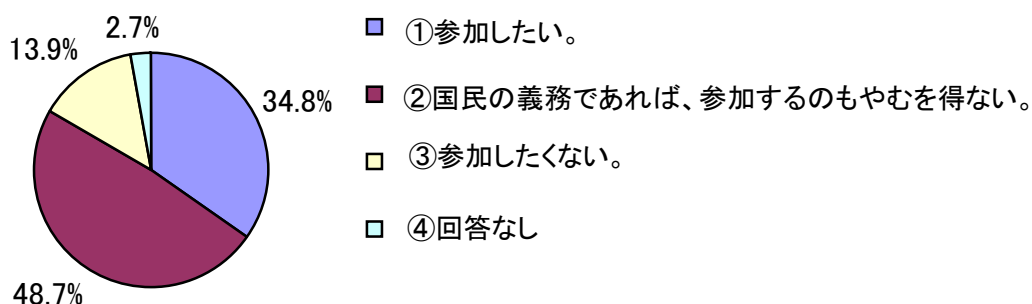 2.7%
13.9%
34.8%
48.7%
①参加したい。
②国民の義務であれば、参加するのもやむを得ない。
③参加したくない。
④回答なし